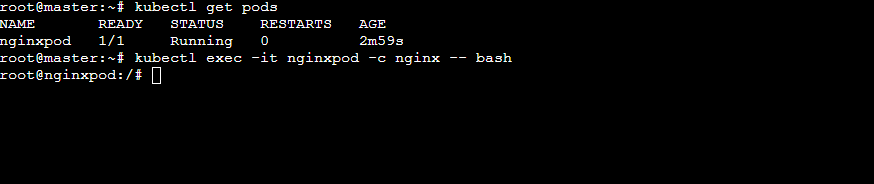 root@master:~# kubectl get pods
NAME       READY   STATUS    RESTARTS   AGE
nginxpod   1/1     Running   0          2m59s
root@master:~# kubectl exec -it nginxpod -c nginx -- bash
root@nginxpod:/#